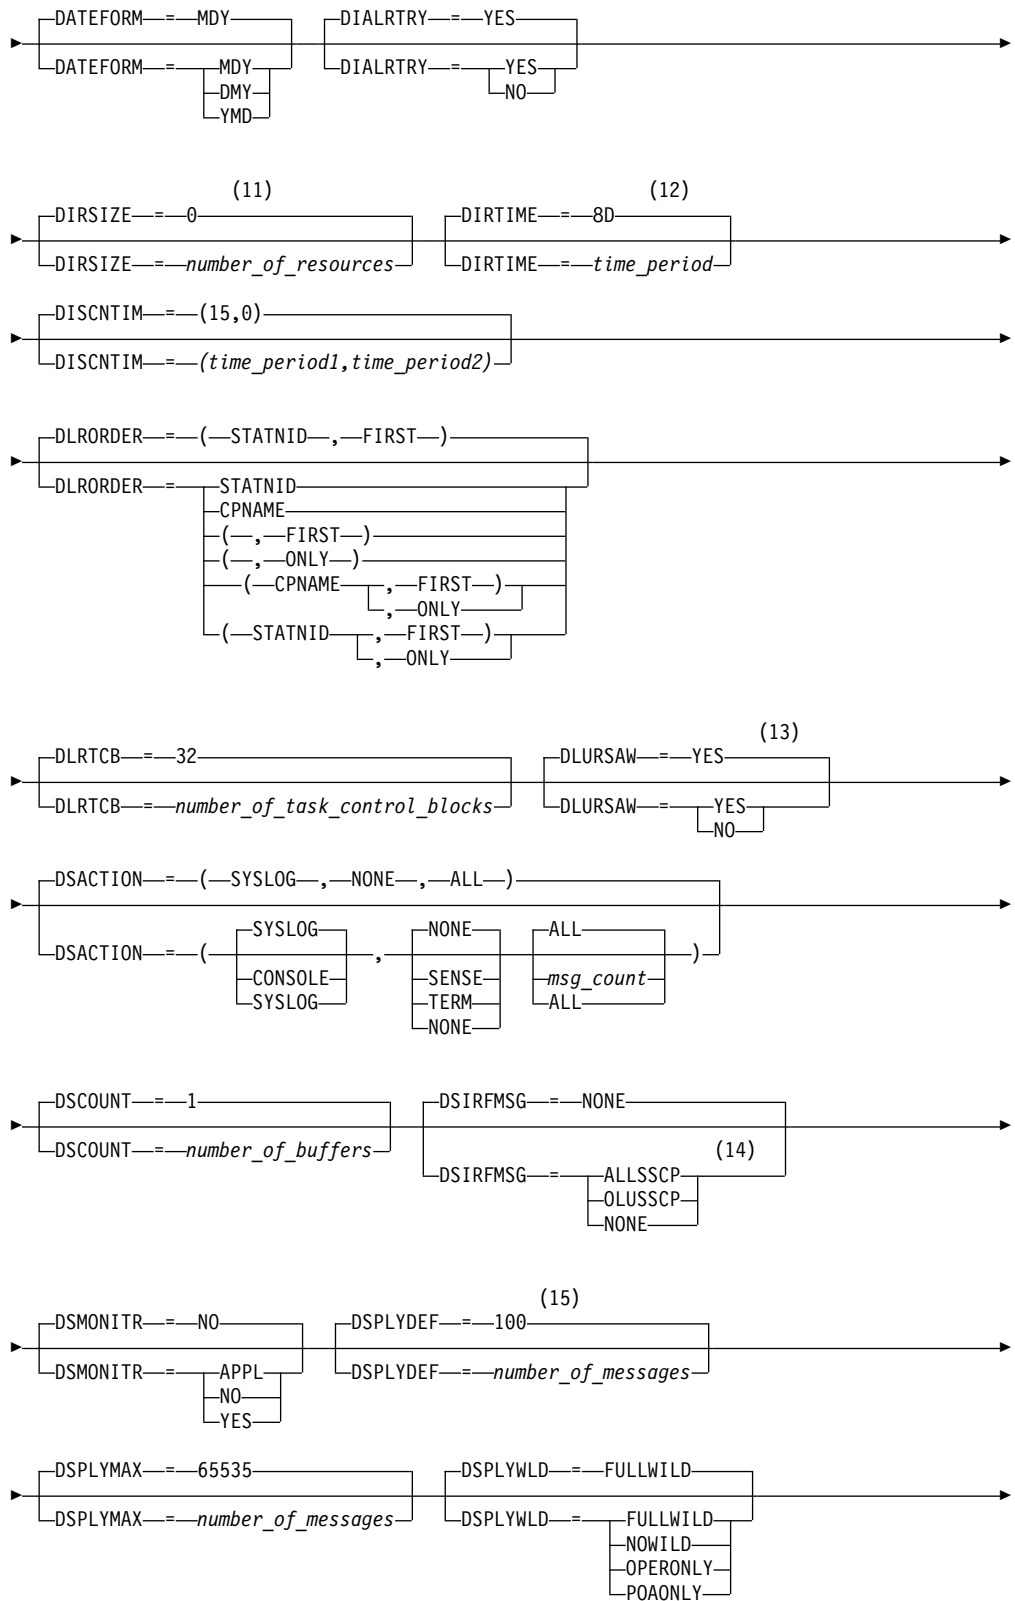 DATEFORM = MDY DIALRTRY = YES
DATEFORM = MDY DIALRTRY = YES
DMY NO
YMD
(11) (12)
DIRSIZE = 0 DIRTIME = 8D
DIRSIZE = number_of_resources DIRTIME = time_period
DISCNTIM = (15,0)
DISCNTIM = (time_period1,time_period2)
DLRORDER = ( STATNID , FIRST )
DLRORDER = STATNID
CPNAME
( , FIRST )
( , ONLY )
( CPNAME , FIRST )
, ONLY
( STATNID , FIRST )
, ONLY
(13)
DLRTCB = 32 DLURSAW = YES
DLRTCB = number_of_task_control_blocks DLURSAW = YES
NO
DSACTION = ( SYSLOG , NONE , ALL )
SYSLOG NONE ALL
DSACTION = ( , )
CONSOLE SENSE msg_count
SYSLOG TERM ALL
NONE
DSCOUNT = 1 DSIRFMSG = NONE
DSCOUNT = number_of_buffers (14)
DSIRFMSG = ALLSSCP
OLUSSCP
NONE
(15)
DSMONITR = NO DSPLYDEF = 100
DSMONITR = APPL DSPLYDEF = number_of_messages
NO
YES
DSPLYMAX = 65535 DSPLYWLD = FULLWILD
DSPLYMAX = number_of_messages DSPLYWLD = FULLWILD
NOWILD
OPERONLY
POAONLY